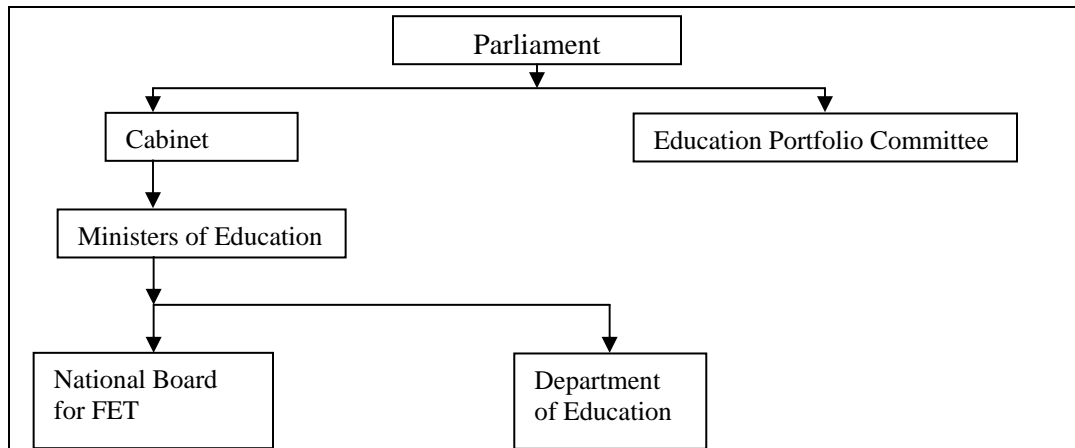 Parliament
Cabinet
Education Portfolio Committee
Ministers of Education
National Board
for FET
Department
of Education